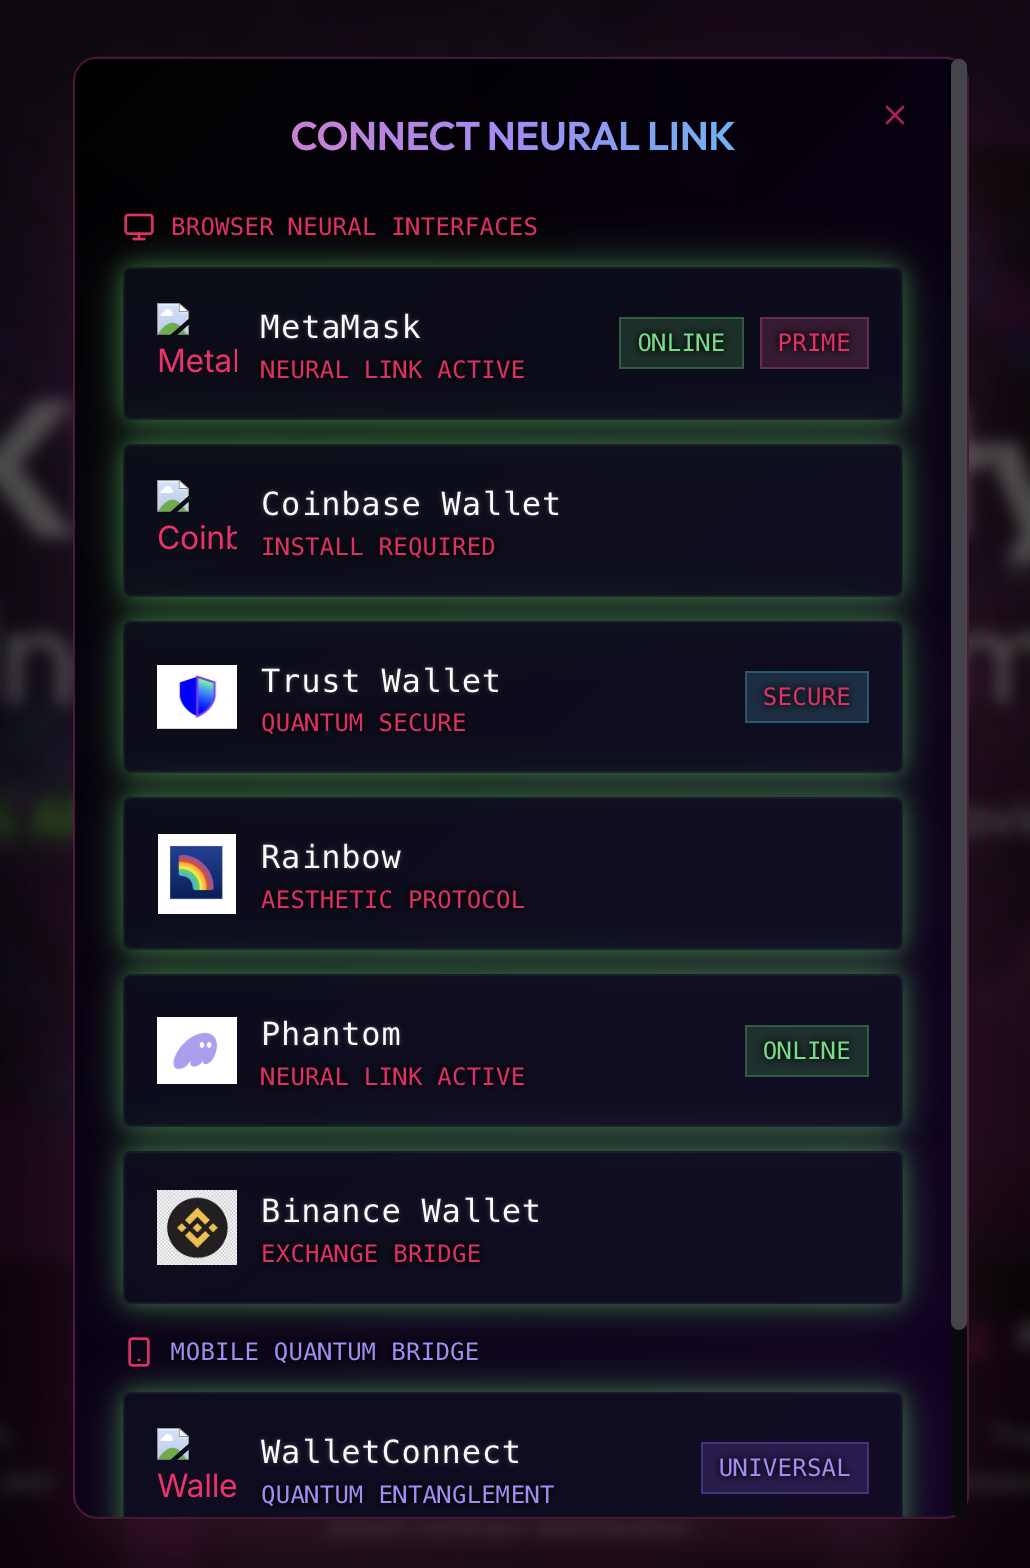 CONNECT NEURAL LINK
BROWSER NEURAL INTERFACES
MetaMask
Metal
NEURAL LINK ACTIVE
ONLINE
PRIME
Coinbase Wallet
Coinb
INSTALL REQUIRED
Trust Wallet
QUANTUM SECURE
SECURE
Rainbow
AESTHETIC PROTOCOL
Phantom
NEURAL LINK ACTIVE
ONLINE
Binance Wallet
EXCHANGE BRIDGE
MOBILE QUANTUM BRIDGE
WalletConnect
Walle
QUANTUM ENTANGLEMENT
UNIVERSAL